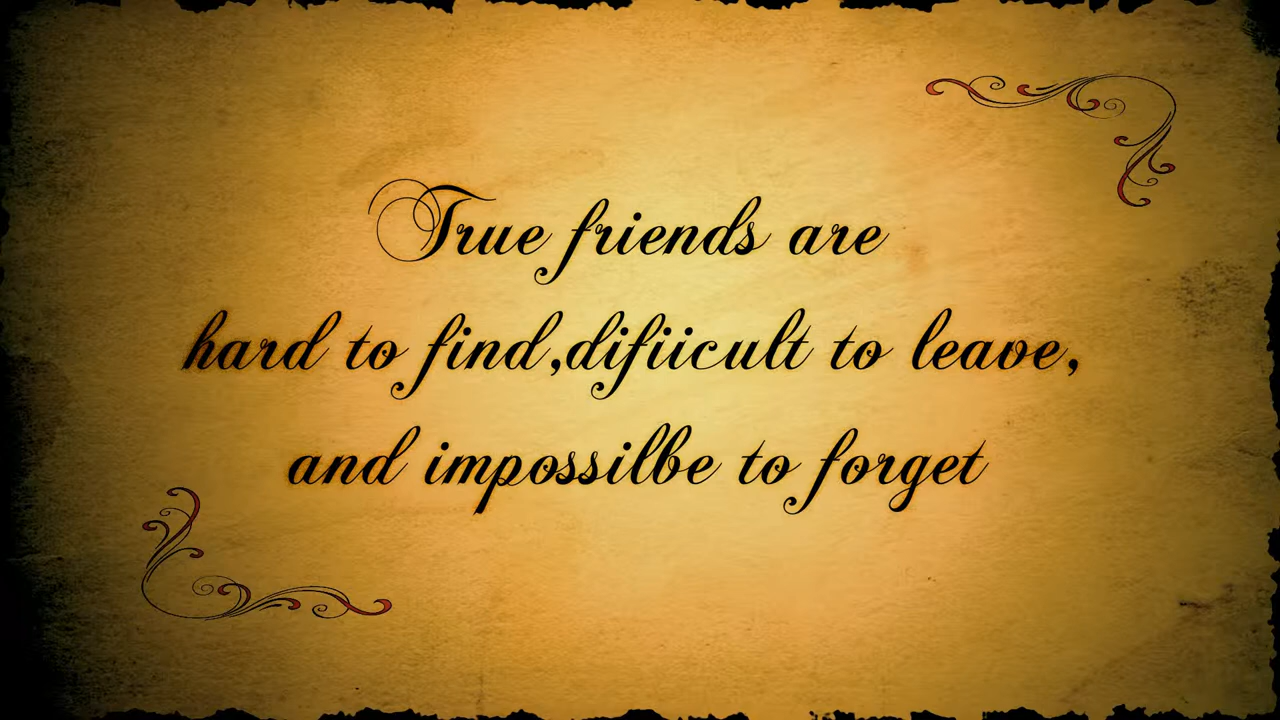 True friends are
hard to find,difiicult to leave,
and impossilbe to forget